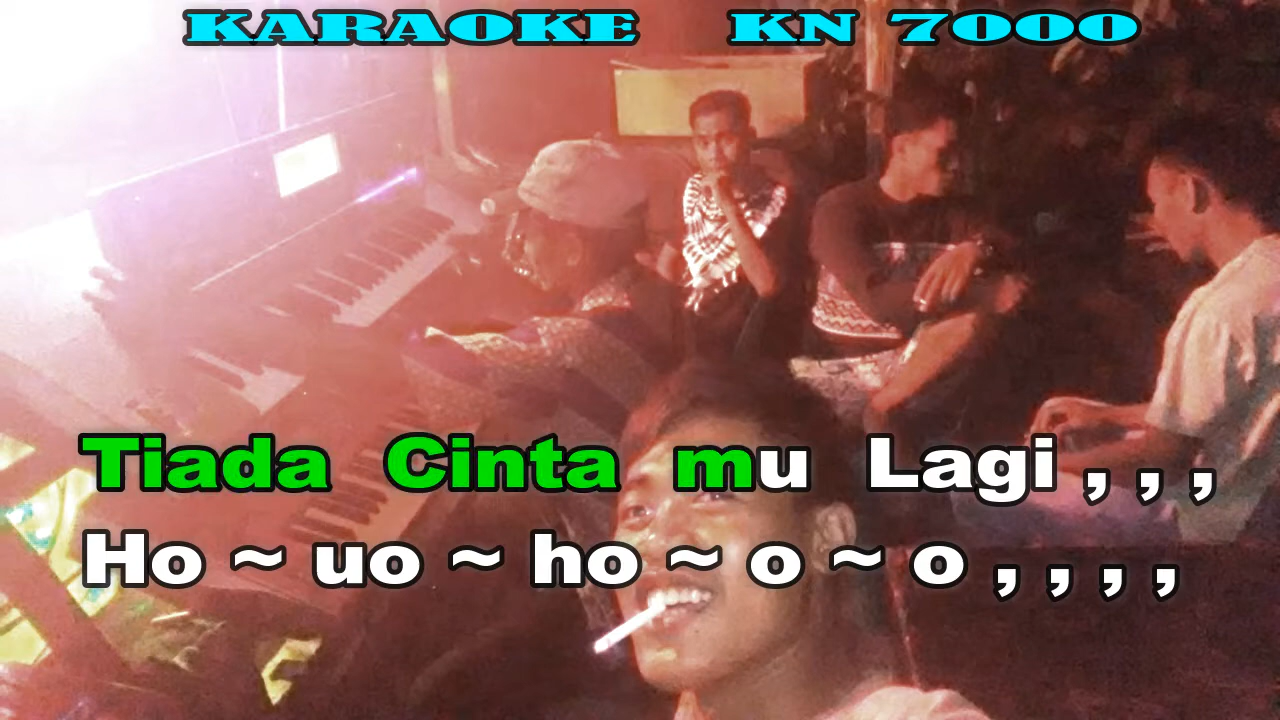 KARAOKE KN 7000
Tiada Cinta mu Lagi , , ,
Ho ~ uo ~ ho ~ o ~ o , , , ,